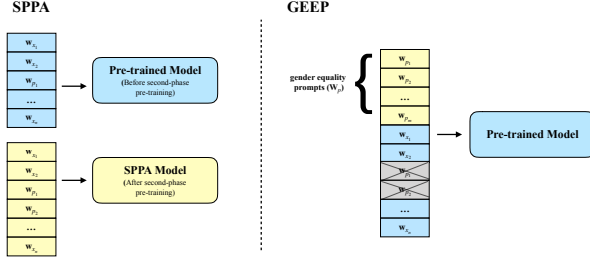 SPPA
w_{x_1}
w_{x_2}
w_{p_1}
...
w_{x_n}
Pre-trained Model
(Before second-phase
pre-training)
w_{x_1}
w_{x_2}
w_{p_1}
w_{p_2}
...
w_{x_n}
SPPA Model
(After second-phase
pre-training)
GEEP
gender equality
prompts (W_p)
{
w_{p_1}
w_{p_2}
...
w_{p_m}
w_{x_1}
w_{x_2}
w_{p_1}
w_{p_2}
...
w_{x_n}
Pre-trained Model